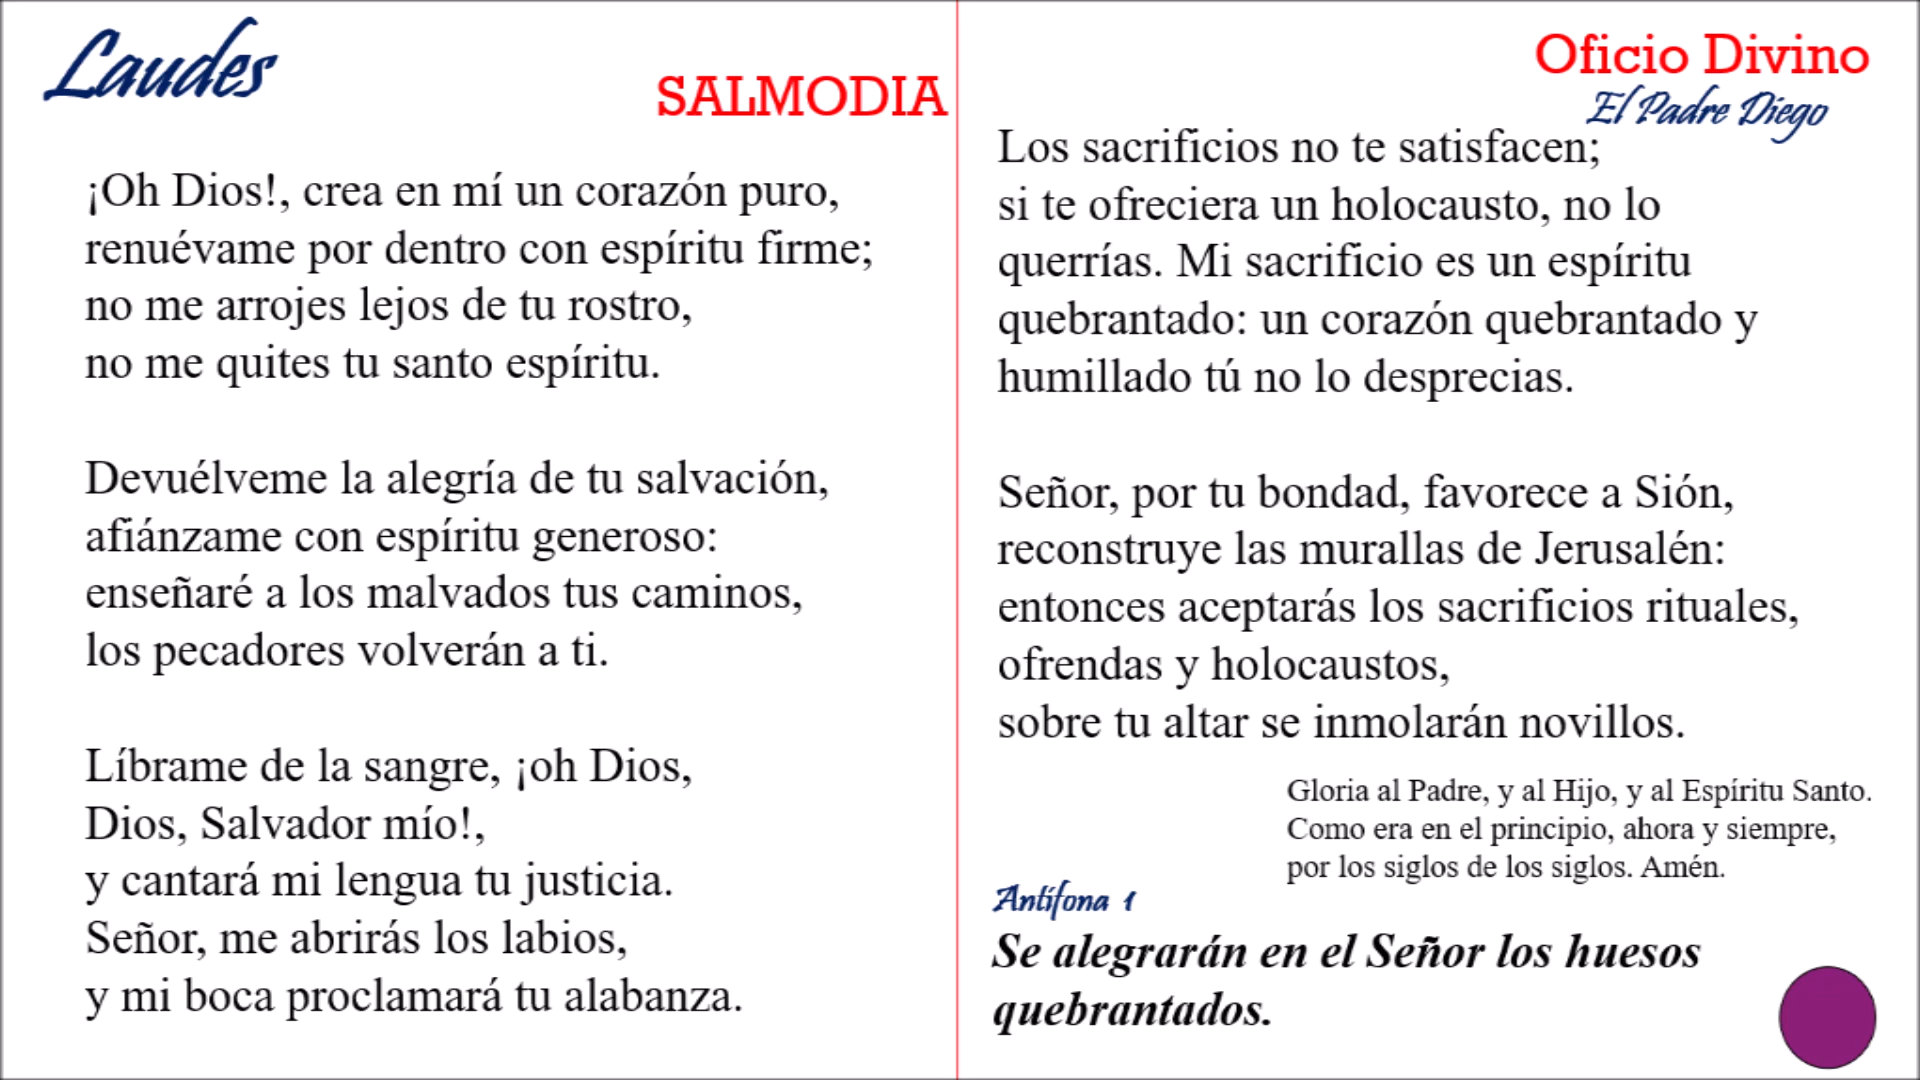 Laudes
SALMODIA
¡Oh Dios!, crea en mí un corazón puro,
renuévame por dentro con espíritu firme;
no me arrojes lejos de tu rostro,
no me quites tu santo espíritu.
Devuélveme la alegría de tu salvación,
afiánzame con espíritu generoso:
enseñaré a los malvados tus caminos,
los pecadores volverán a ti.
Líbrame de la sangre, ¡oh Dios,
Dios, Salvador mío!,
y cantará mi lengua tu justicia.
Señor, me abrirás los labios,
y mi boca proclamará tu alabanza.
Oficio Divino
El Padre Diego
Los sacrificios no te satisfacen;
si te ofreciera un holocausto, no lo
querrías. Mi sacrificio es un espíritu
quebrantado: un corazón quebrantado y
humillado tú no lo desprecias.
Señor, por tu bondad, favorece a Sión,
reconstruye las murallas de Jerusalén:
entonces aceptarás los sacrificios rituales,
ofrendas y holocaustos,
sobre tu altar se inmolarán novillos.
Gloria al Padre, y al Hijo, y al Espíritu Santo.
Como era en el principio, ahora y siempre,
por los siglos de los siglos. Amén.
Antífona 1
Se alegrarán en el Señor los huesos
quebrantados.